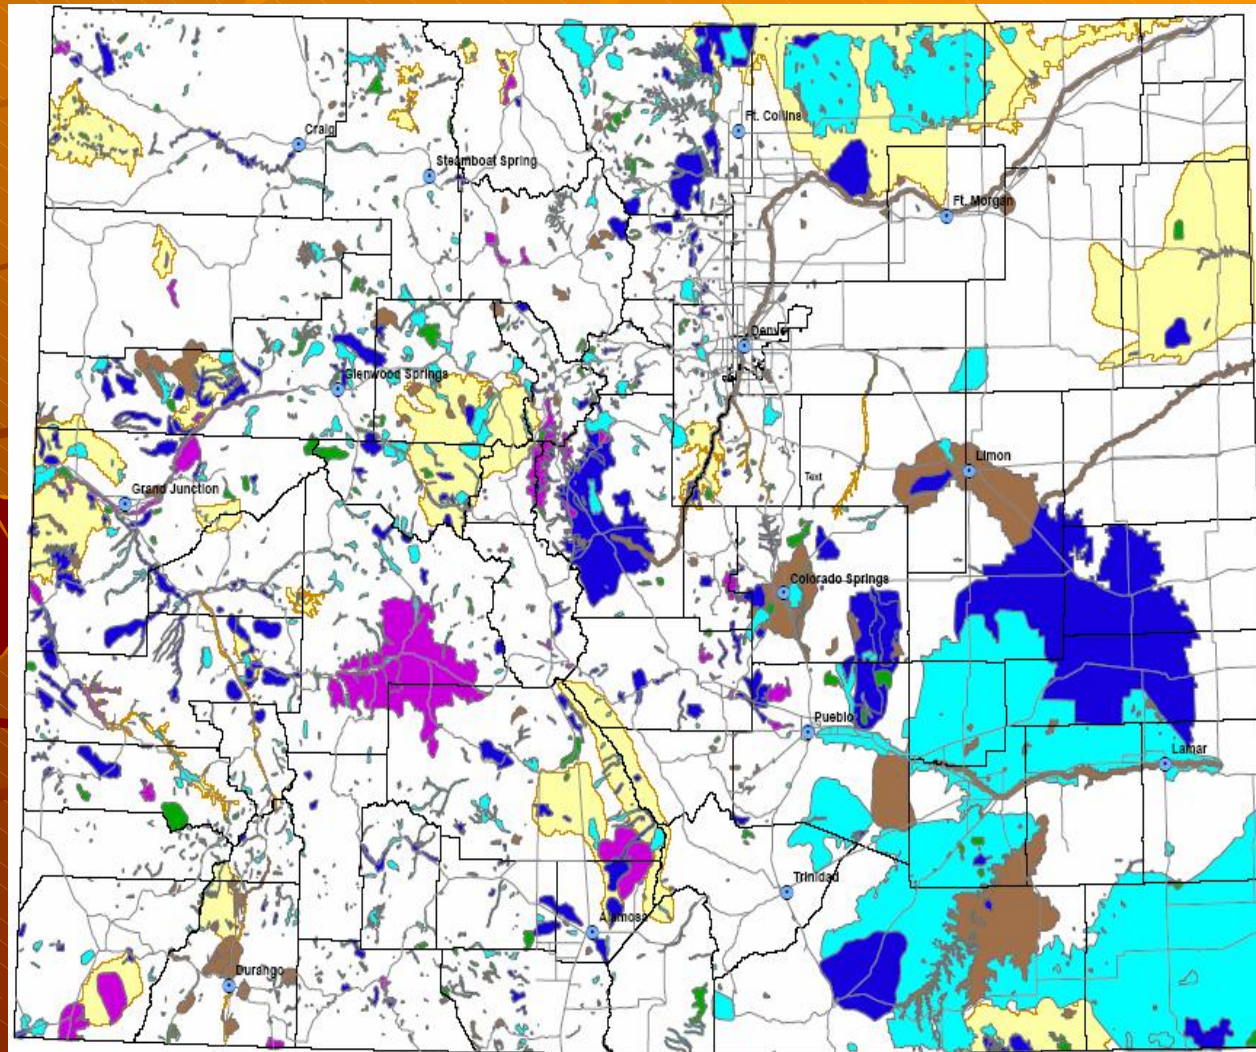 Ft. Collins
Craig
Steamboat Spring
Ft. Morgan
Denver
Glenwood Springs
Limon
Text
Grand Junction
Colorado Springs
Pueblo
Lamar
Trinidad
Alamosa
Durango